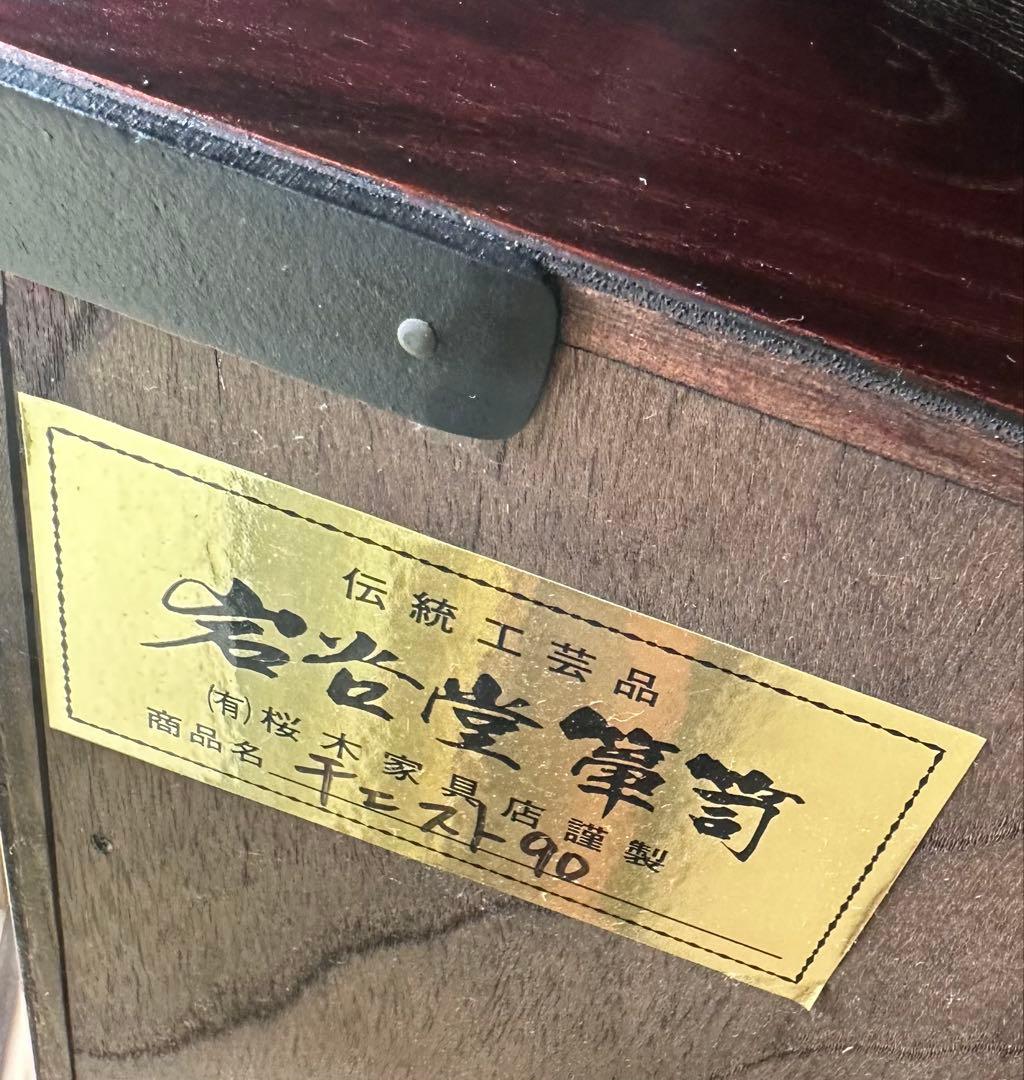 伝統工芸品
岩谷堂箪笥
(有)桜木家具店謹製
商品名 チェスト90